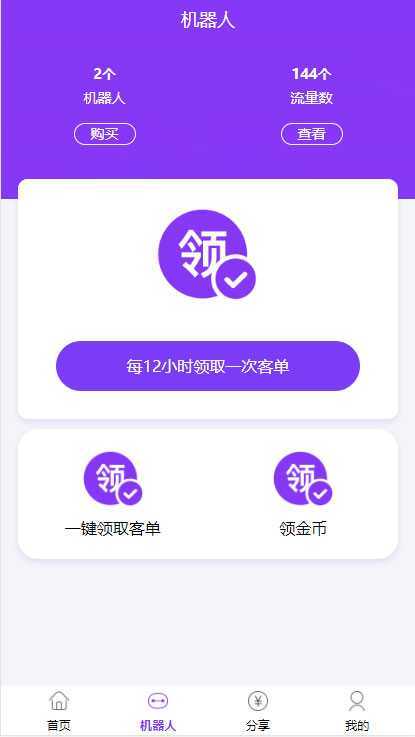 机器人
2个
144个
机器人
流量数
购买
查看
领
每12小时领取一次客单
领
领
一键领取客单
领金币
首页
机器人
¥
分享
我的